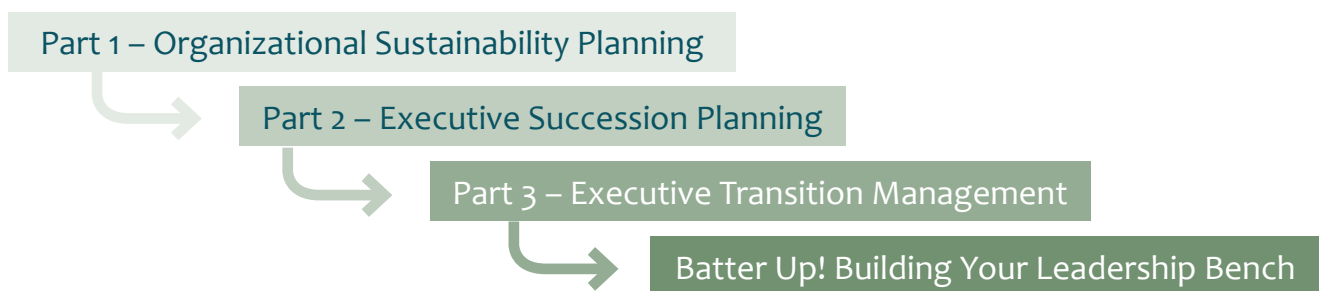 Part 1 – Organizational Sustainability Planning
Part 2 – Executive Succession Planning
Part 3 – Executive Transition Management
Batter Up! Building Your Leadership Bench